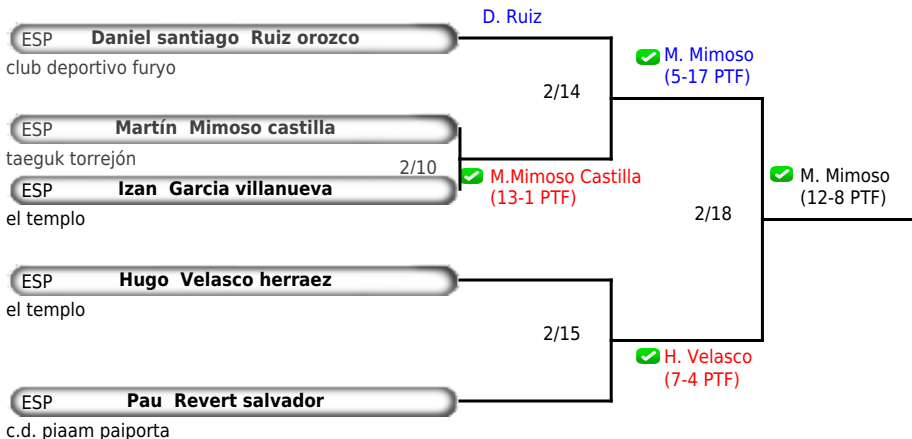 D. Ruiz
ESP Daniel santiago Ruiz orozco
club deportivo furyo
M. Mimoso
(5-17 PTF)
2/14
ESP Martín Mimoso castilla
taeguk torrejón
2/10
M.Mimoso Castilla
(13-1 PTF)
ESP Izan Garcia villanueva
el templo
M. Mimoso
(12-8 PTF)
2/18
ESP Hugo Velasco herraez
el templo
2/15
H. Velasco
(7-4 PTF)
ESP Pau Revert salvador
c.d. piaam paiporta